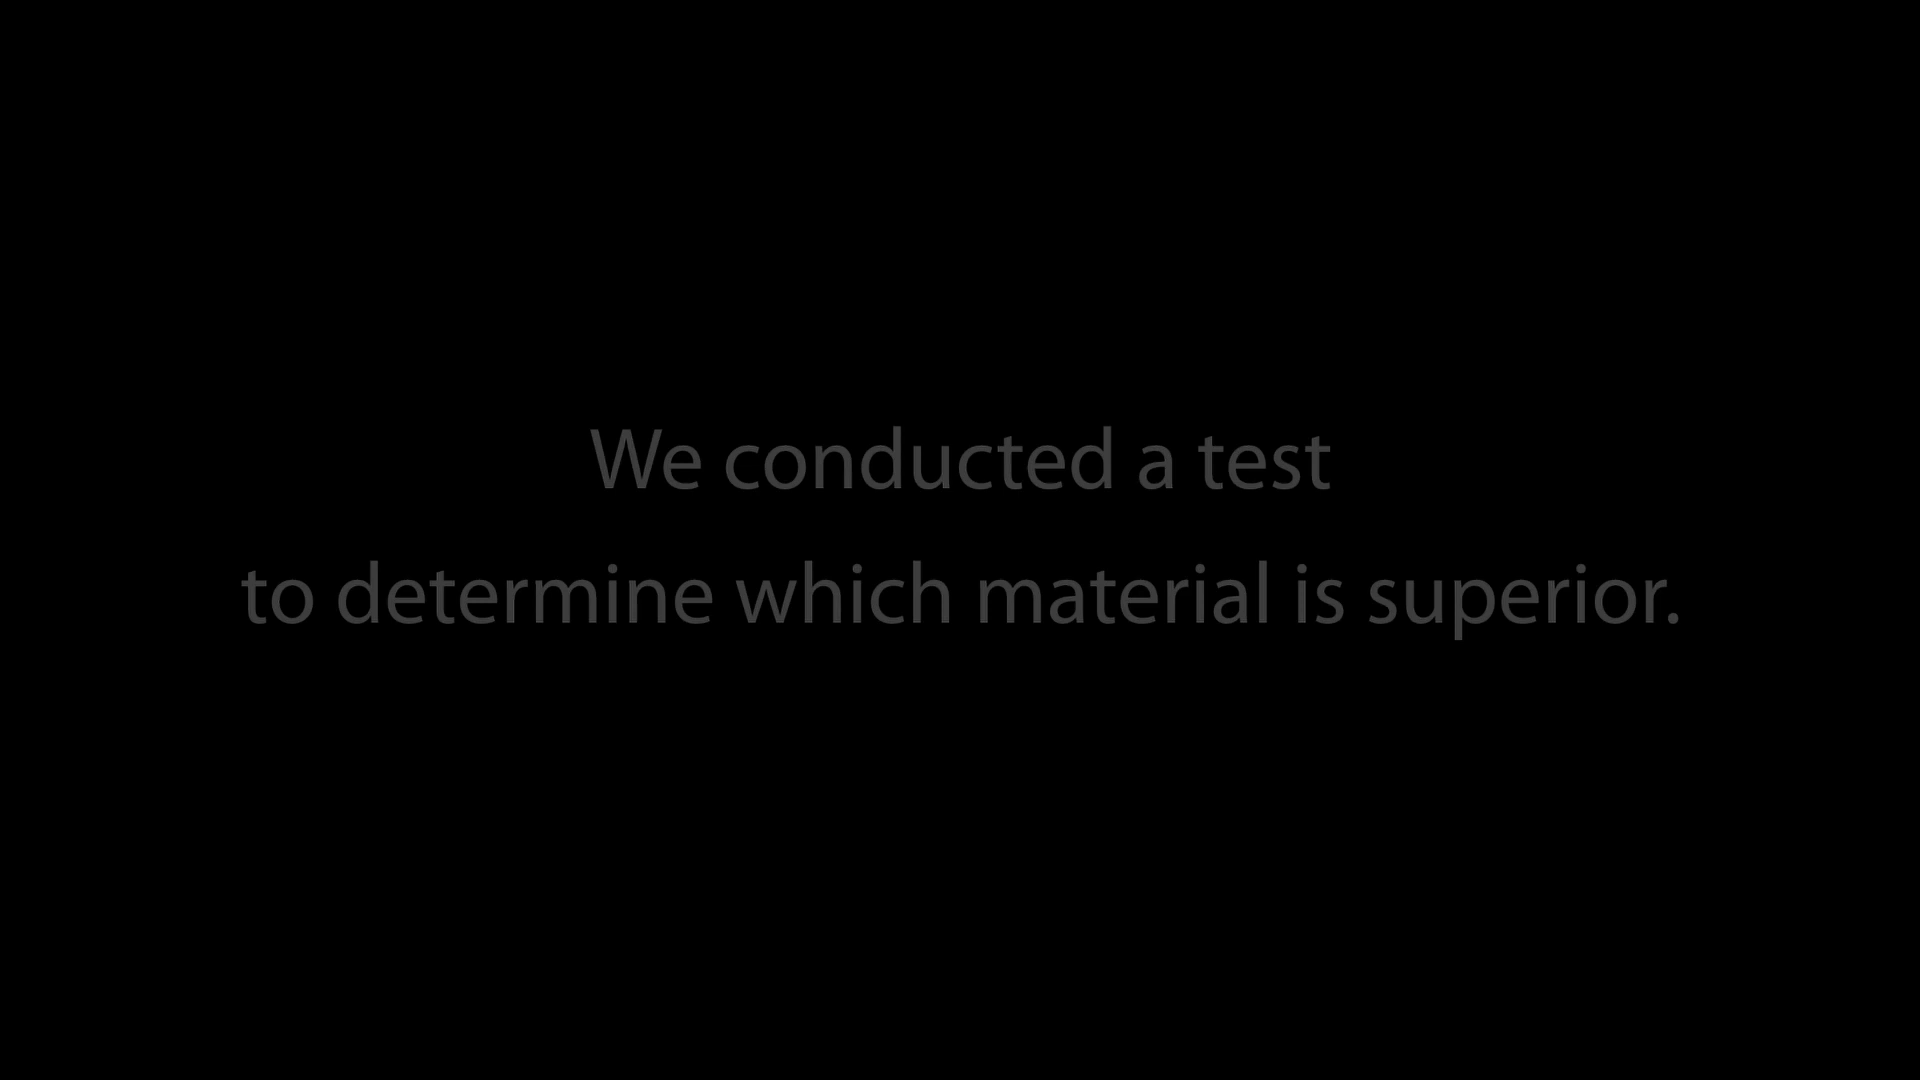 We conducted a test
to determine which material is superior.